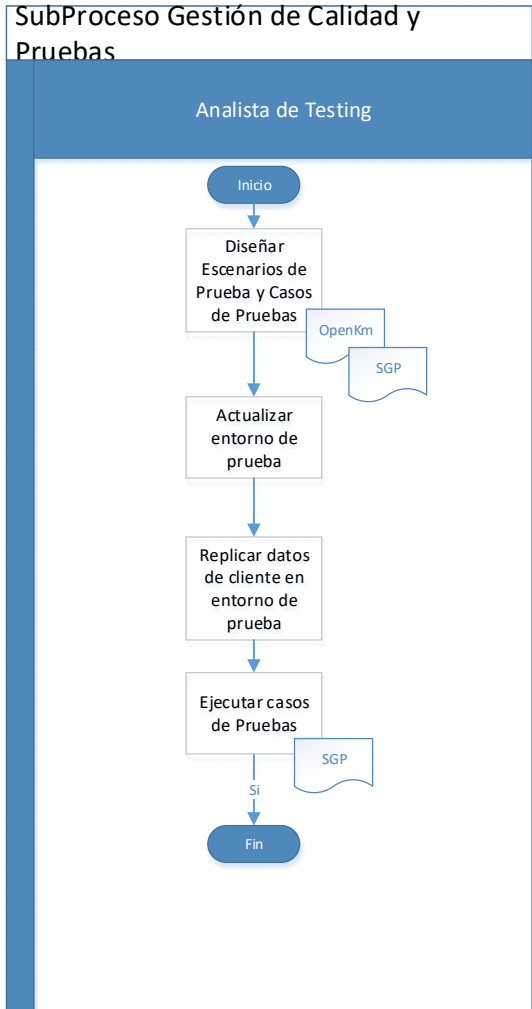 SubProceso Gestión de Calidad y
Pruebas
Analista de Testing
Inicio
Diseñar
Escenarios de
Prueba y Casos
de Pruebas
OpenKm
SGP
Actualizar
entorno de
prueba
Replicar datos
de cliente en
entorno de
prueba
Ejecutar casos
de Pruebas
SGP
Si
Fin